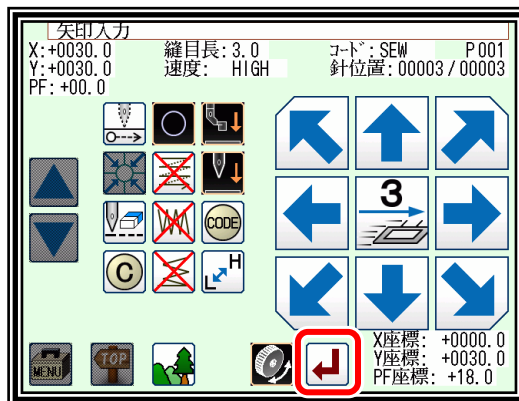 矢印入力
X:+0030.0 縫目長:3.0 コード:SEW P001
Y:+0030.0 速度: HIGH 針位置:00003/00003
PF:+00.0
3
CODE
C
L H
MENU TOP
X座標: +0000.0
Y座標: +0030.0
PF座標: +18.0